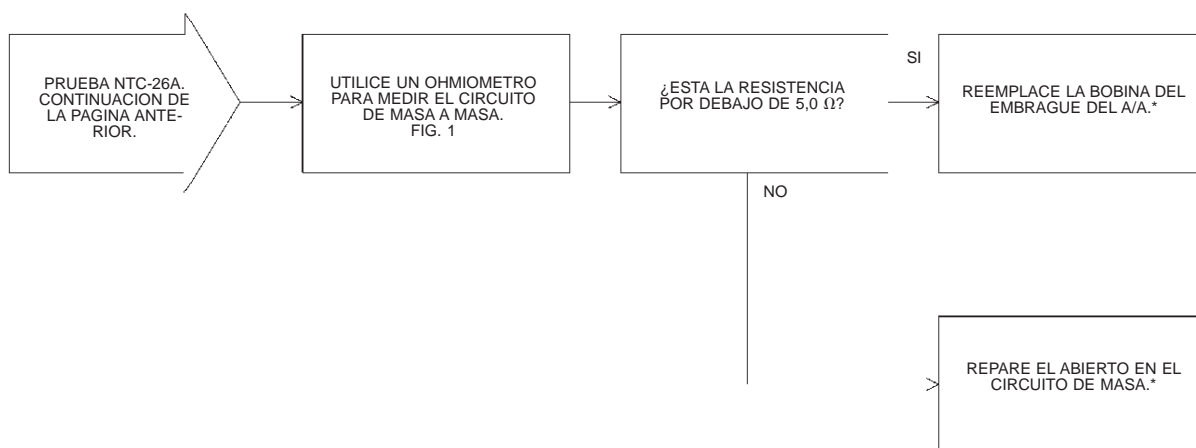 PRUEBA NTC-26A.
CONTINUACION DE
LA PAGINA ANTE-
RIOR.
UTILICE UN OHMIOMETRO
PARA MEDIR EL CIRCUITO
DE MASA A MASA.
FIG. 1
¿ESTA LA RESISTENCIA
POR DEBAJO DE 5,0 Ω?
SI
REEMPLACE LA BOBINA DEL
EMBRAGUE DEL A/A.*
NO
REPARE EL ABIERTO EN EL
CIRCUITO DE MASA.*